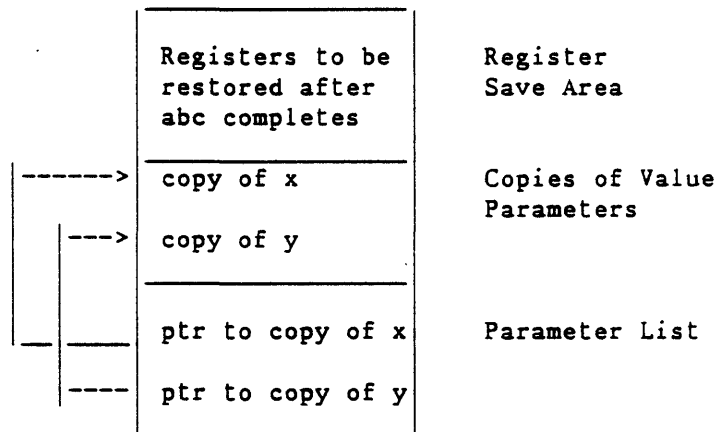 Registers to be Register
restored after Save Area
abc completes
copy of x Copies of Value
Parameters
copy of y
ptr to copy of x Parameter List
ptr to copy of y